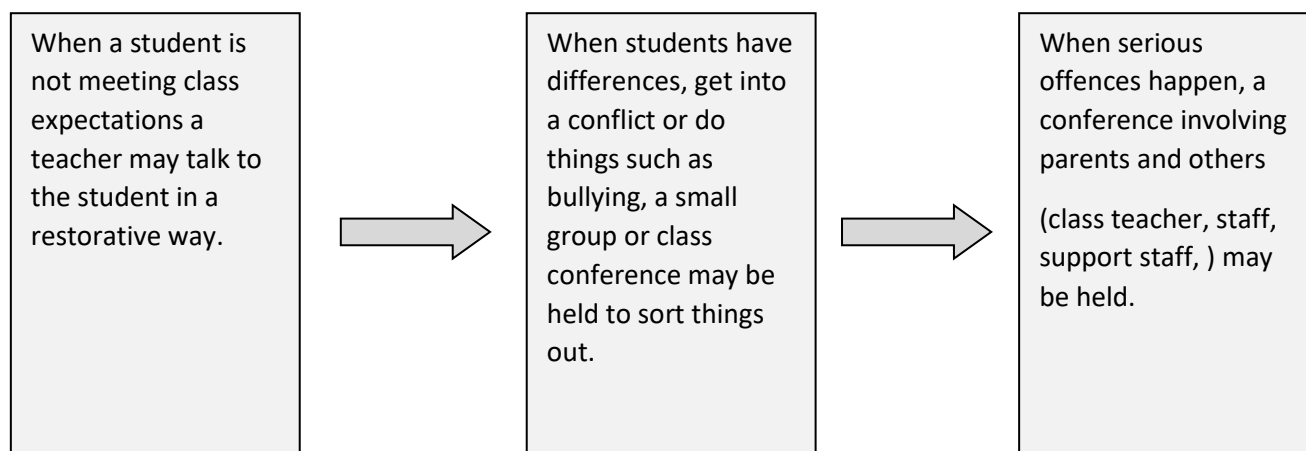 When a student is
not meeting class
expectations a
teacher may talk to
the student in a
restorative way.
When students have
differences, get into
a conflict or do
things such as
bullying, a small
group or class
conference may be
held to sort things
out.
When serious
offences happen, a
conference involving
parents and others
(class teacher, staff,
support staff, ) may
be held.